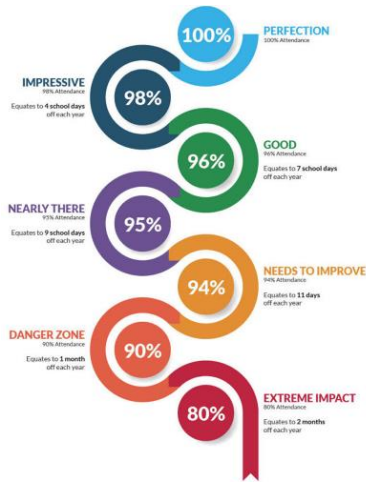 100%
PERFECTION
100% Attendance
IMPRESSIVE
98% Attendance
Equates to 4 school days
off each year
98%
GOOD
96% Attendance
Equates to 7 school days
off each year
96%
NEARLY THERE
95% Attendance
Equates to 9 school days
off each year
95%
NEEDS TO IMPROVE
94% Attendance
Equates to 11 days
off each year
94%
DANGER ZONE
90% Attendance
Equates to 1 month
off each year
90%
EXTREME IMPACT
80% Attendance
Equates to 2 months
off each year
80%